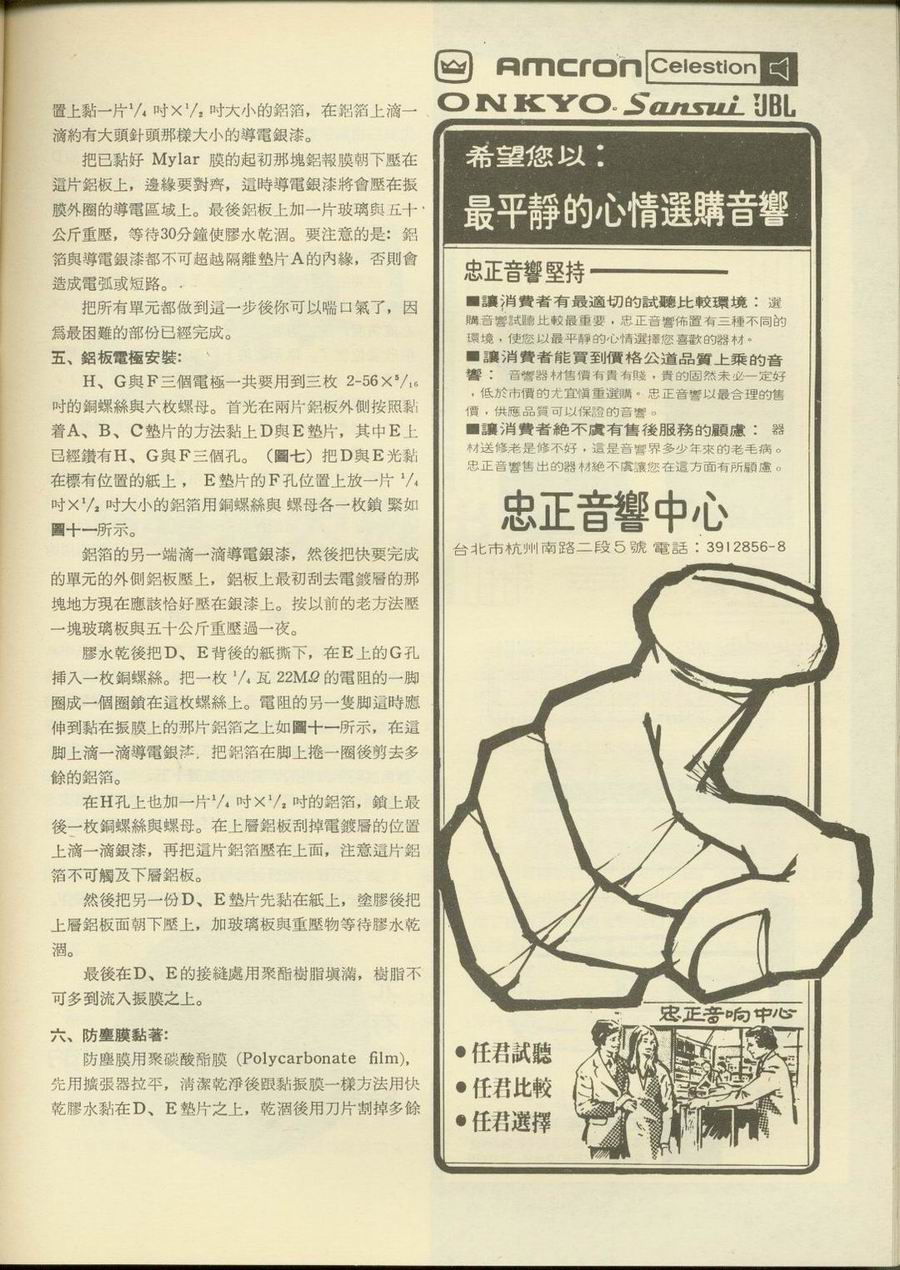 置上黏一片¹/₄ 吋×¹/₂ 吋大小的鋁箔，在鋁箔上滴一
滴約有大頭針頭那樣大小的導電銀漆。
把已黏好 Mylar 膜的起初那塊鋁報膜朝下壓在
這片鋁板上，邊緣要對齊，這時導電銀漆將會壓在振
膜外圈的導電區域上。最後鋁板上加一片玻璃與五十
公斤重壓，等待30分鐘使膠水乾涸。要注意的是：鋁
箔與導電銀漆都不可超越隔離墊片A的內緣，否則會
造成電弧或短路。
把所有單元都做到這一步後你可以喘口氣了，因
爲最困難的部份已經完成。
五、鋁板電極安裝：
H、G與F三個電極一共要用到三枚 2-56×⁵/₁₆
吋的銅螺絲與六枚螺母。首光在兩片鋁板外側按照黏
着A、B、C墊片的方法黏上D與E墊片，其中E上
已經鑽有H、G與F三個孔。（圖七）把D與E光黏
在標有位置的紙上，E墊片的F孔位置上放一片 ¹/₄
吋×¹/₂ 吋大小的鋁箔用銅螺絲與 螺母各一枚鎖 緊如
圖十一所示。
鋁箔的另一端滴一滴導電銀漆，然後把快要完成
的單元的外側鋁板壓上，鋁板上最初刮去電鍍層的那
塊地方現在應該恰好壓在銀漆上。按以前的老方法壓
一塊玻璃板與五十公斤重壓過一夜。
膠水乾後把D、E背後的紙撕下，在E上的G孔
挿入一枚銅螺絲。把一枚 ¹/₄ 瓦 22MΩ 的電阻的一脚
圈成一個圈鎖在這枚螺絲上。電阻的另一隻脚這時應
伸到黏在振膜上的那片鋁箔之上如圖十一所示，在這
脚上滴一滴導電銀漆．把鋁箔在脚上捲一圈後剪去多
餘的鋁箔。
在H孔上也加一片¹/₄ 吋×¹/₂ 吋的鋁箔，鎖上最
後一枚銅螺絲與螺母。在上層鋁板刮掉電鍍層的位置
上滴一滴銀漆，再把這片鋁箔壓在上面，注意這片鋁
箔不可觸及下層鋁板。
然後把另一份D、E墊片先黏在紙上，塗膠後把
上層鋁板面朝下壓上，加玻璃板與重壓物等待膠水乾
涸。
最後在D、E的接縫處用聚酯樹脂塡滿，樹脂不
可多到流入振膜之上。
六、防塵膜黏著：
防塵膜用聚碳酸酯膜 (Polycarbonate film)，
先用擴張器拉平，清潔乾淨後跟黏振膜一樣方法用快
乾膠水黏在D、E墊片之上，乾涸後用刀片割掉多餘
AMCRON Celestion
ONKYO. Sansui JBL
希望您以：
最平靜的心情選購音響
忠正音響堅持
■讓消費者有最適切的試聽比較環境：選
購音響試聽比較最重要，忠正音響佈置有三種不同的
環境，使您以最平靜的心情選擇您喜歡的器材。
■讓消費者能買到價格公道品質上乘的音
響：音響器材售價有貴有賤，貴的固然未必一定好
，低於市價的尤宜慎重選購。忠正音響以最合理的售
價，供應品質可以保證的音響。
■讓消費者絶不虞有售後服務的顧慮：器
材送修老是修不好，這是音響界多少年來的老毛病。
忠正音響售出的器材絶不虞讓您在這方面有所顧慮。
忠正音響中心
台北市杭州南路二段5號 電話：3912856-8
忠正音响中心
●任君試聽
●任君比較
●任君選擇